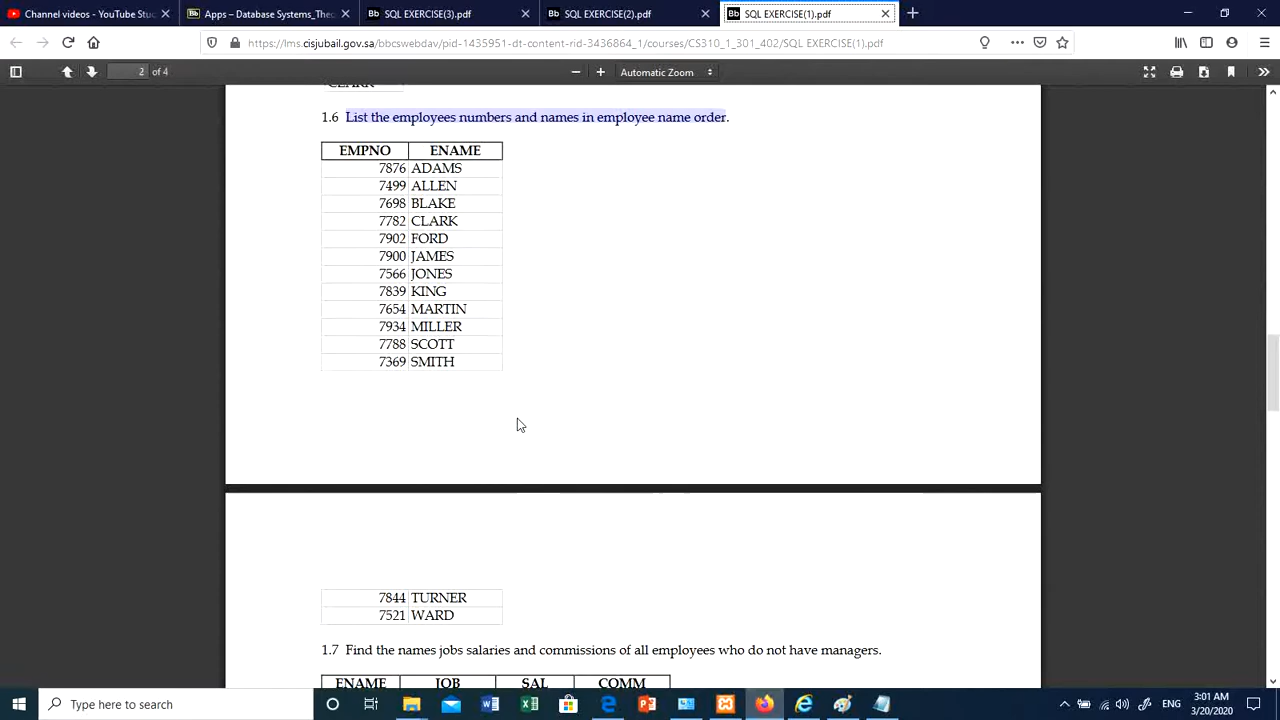 Apps – Database Systems_The
SQL EXERCISE(3).pdf
SQL EXERCISE(2).pdf
SQL EXERCISE(1).pdf
https://lms.cisjubail.gov.sa/bbcswebdav/pid-1435951-dt-content-rid-3436864_1/courses/CS310_1_301_402/SQL EXERCISE(1).pdf
2 of 4
Automatic Zoom
CLARK
1.6 List the employees numbers and names in employee name order.
EMPNO ENAME
7876 ADAMS
7499 ALLEN
7698 BLAKE
7782 CLARK
7902 FORD
7900 JAMES
7566 JONES
7839 KING
7654 MARTIN
7934 MILLER
7788 SCOTT
7369 SMITH
7844 TURNER
7521 WARD
1.7 Find the names jobs salaries and commissions of all employees who do not have managers.
ENAME JOB SAL COMM
Type here to search
ENG
3:01 AM
3/20/2020